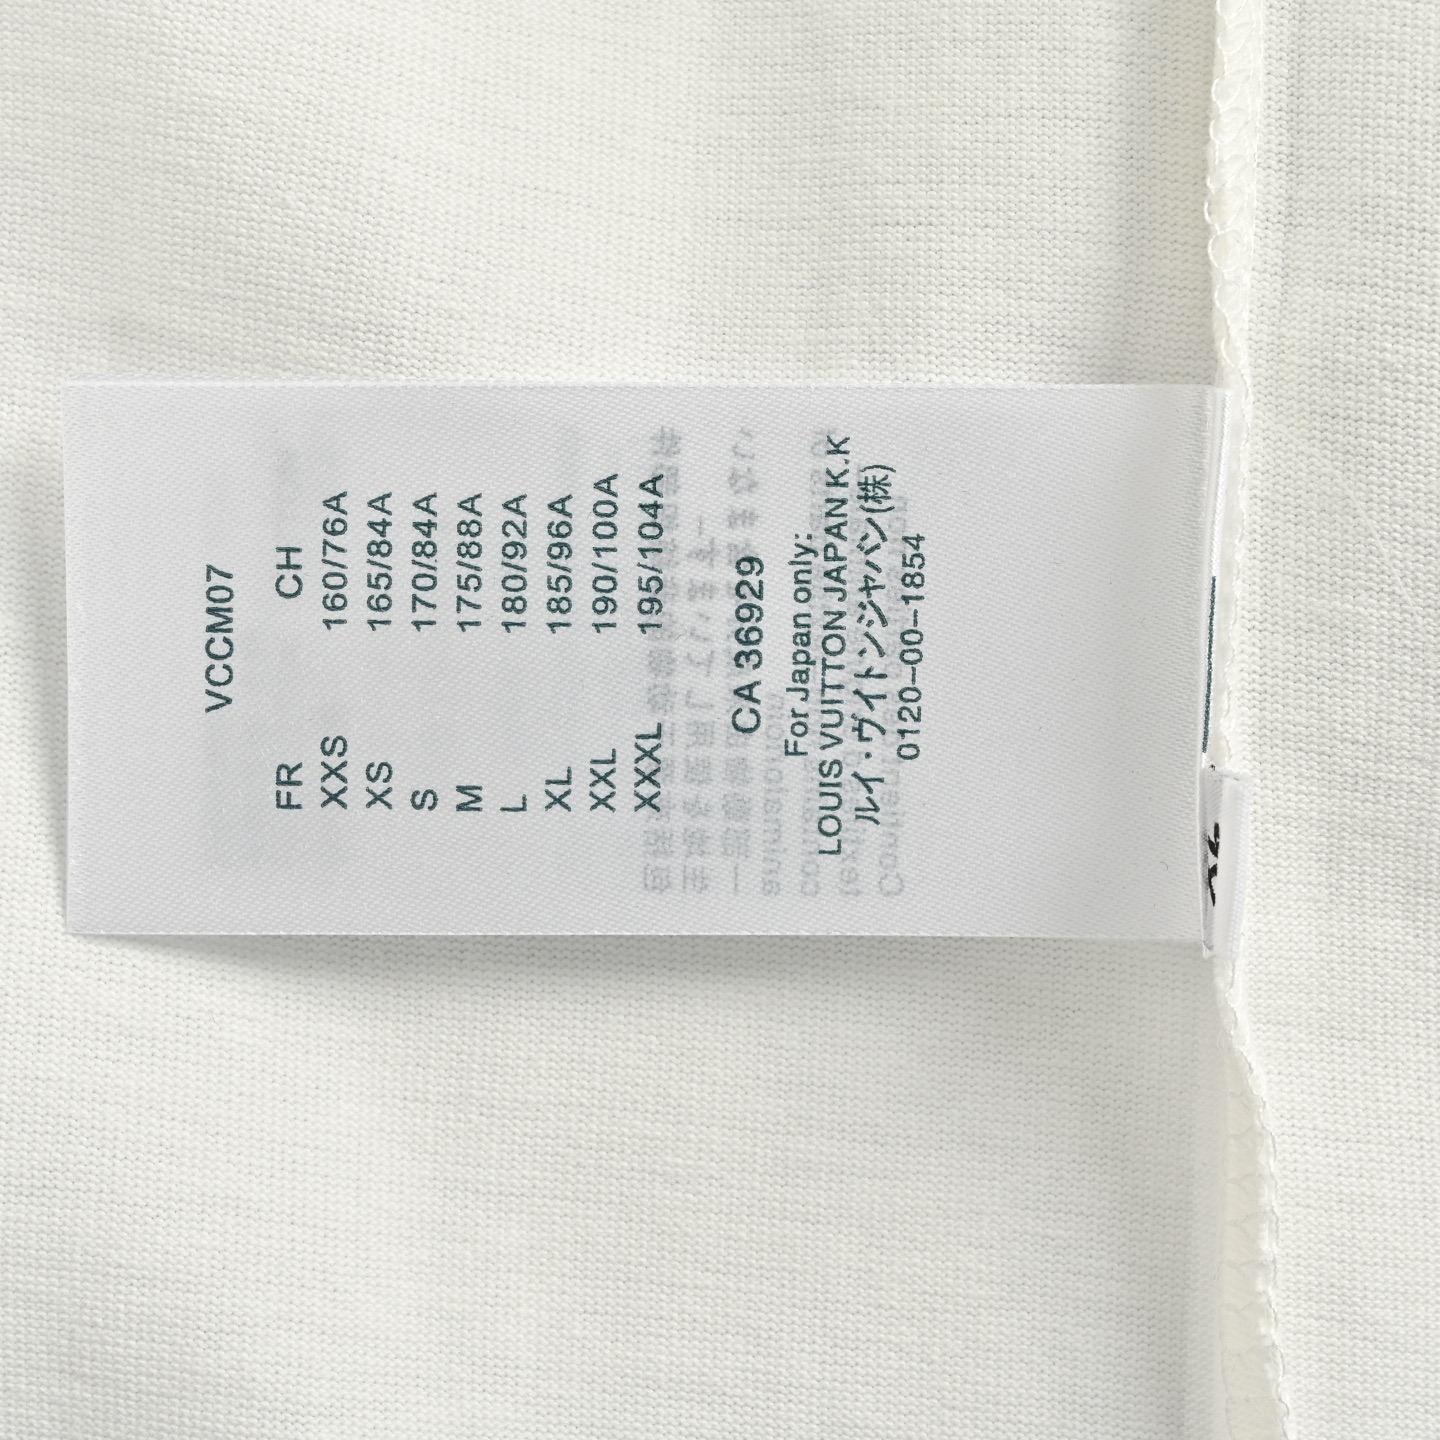 VCCM07
FR CH
XXS 160/76A
XS 165/84A
S 170/84A
M 175/88A
L 180/92A
XL 185/96A
XXL 190/100A
XXXL 195/104A
CA 36929
For Japan only:
LOUIS VUITTON JAPAN K.K
ルイ・ヴイトンジャパン(株)
0120–00–1854